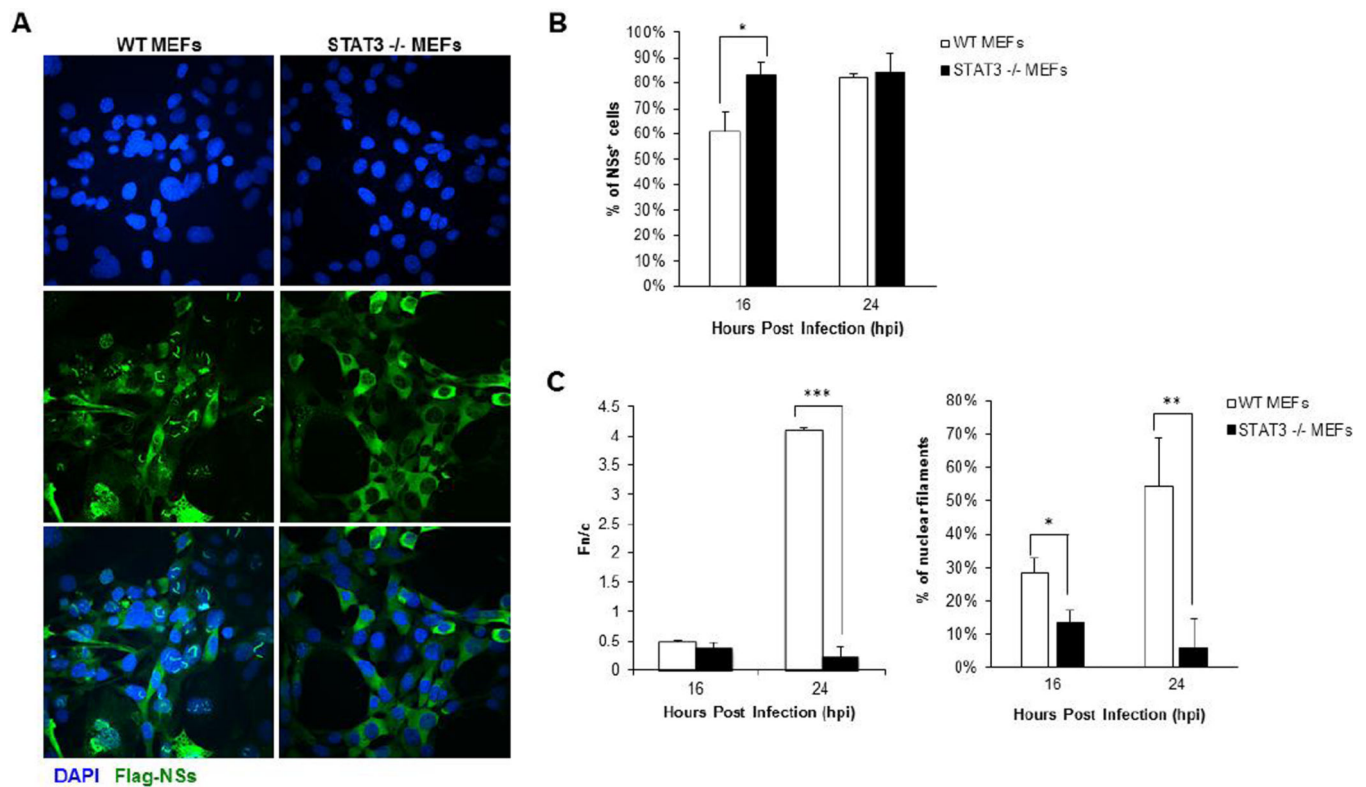 A
WT MEFs
STAT3 -/- MEFs
DAPI
Flag-NSs
B
100%
90%
80%
70%
60%
50%
40%
30%
20%
10%
0%
% of NSs⁺ cells
*
16
24
Hours Post Infection (hpi)
WT MEFs
STAT3 -/- MEFs
C
4.5
4
3.5
3
2.5
2
1.5
1
0.5
0
Fn/c
***
16
24
Hours Post Infection (hpi)
80%
70%
60%
50%
40%
30%
20%
10%
0%
% of nuclear filaments
*
**
16
24
Hours Post Infection (hpi)
WT MEFs
STAT3 -/- MEFs